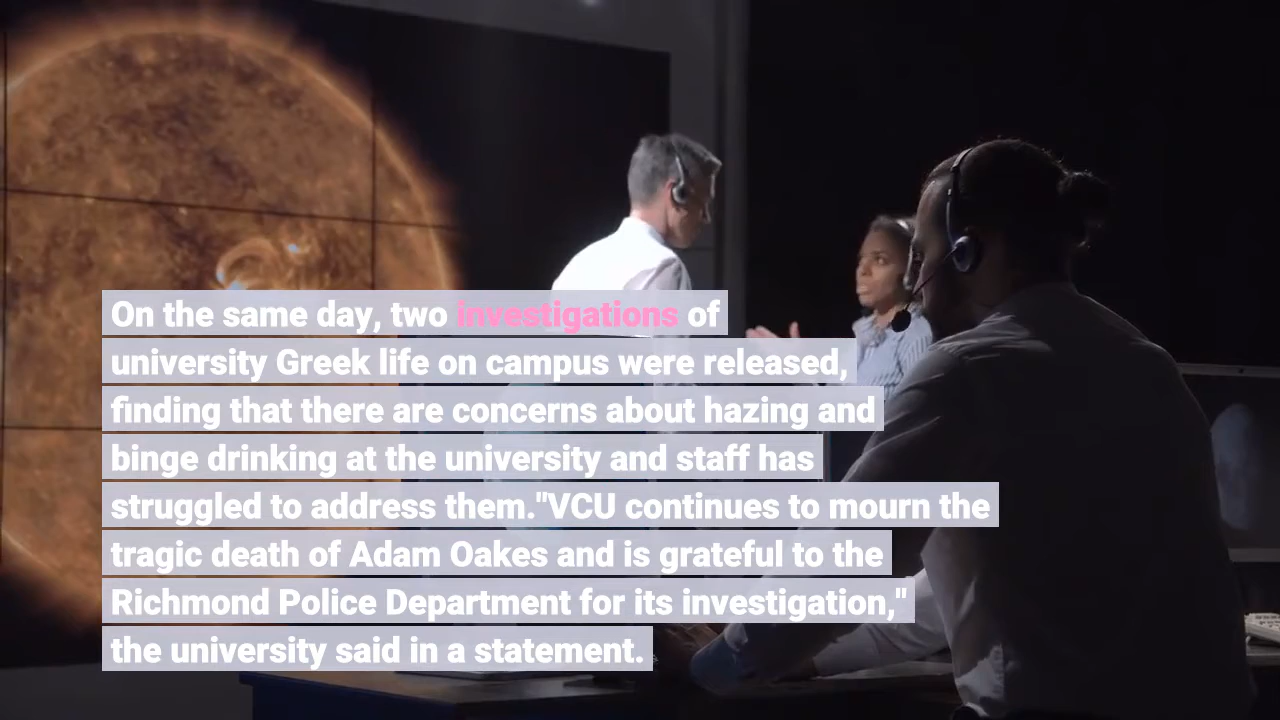 On the same day, two investigations of
university Greek life on campus were released,
finding that there are concerns about hazing and
binge drinking at the university and staff has
struggled to address them."VCU continues to mourn the
tragic death of Adam Oakes and is grateful to the
Richmond Police Department for its investigation,"
the university said in a statement.